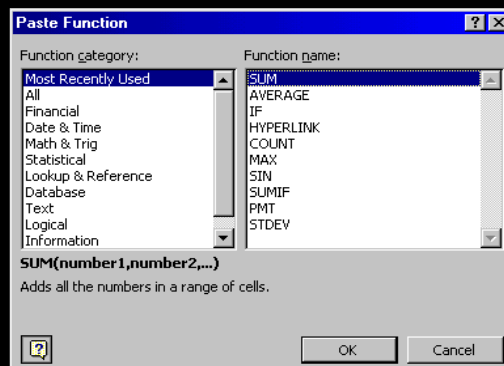 Paste Function
Function category:
Most Recently Used
All
Financial
Date & Time
Math & Trig
Statistical
Lookup & Reference
Database
Text
Logical
Information
Function name:
SUM
AVERAGE
IF
HYPERLINK
COUNT
MAX
SIN
SUMIF
PMT
STDEV
SUM(number1,number2,...)
Adds all the numbers in a range of cells.
OK
Cancel